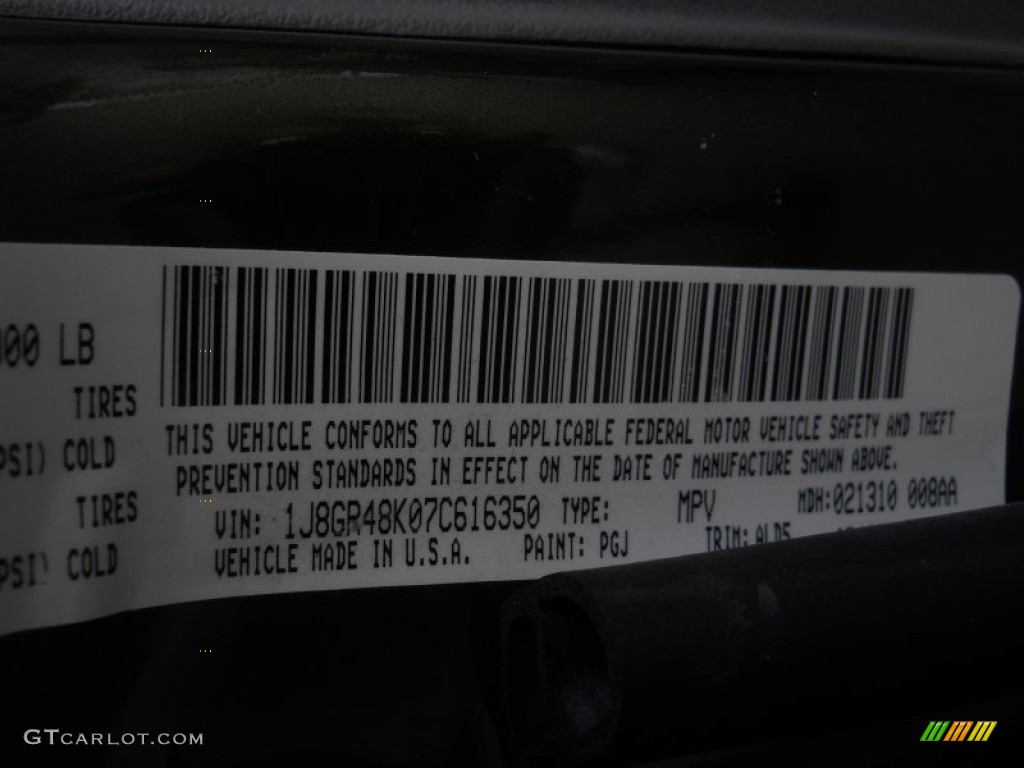 00 LB
TIRES
PSI) COLD
TIRES
PSI) COLD
THIS VEHICLE CONFORMS TO ALL APPLICABLE FEDERAL MOTOR VEHICLE SAFETY AND THEFT
PREVENTION STANDARDS IN EFFECT ON THE DATE OF MANUFACTURE SHOWN ABOVE.
VIN: 1J8GR48K07C616350 TYPE: MPV MDH:021310 008AA
VEHICLE MADE IN U.S.A. PAINT: PGJ TRIM: ALD5
GTCARLOT.COM